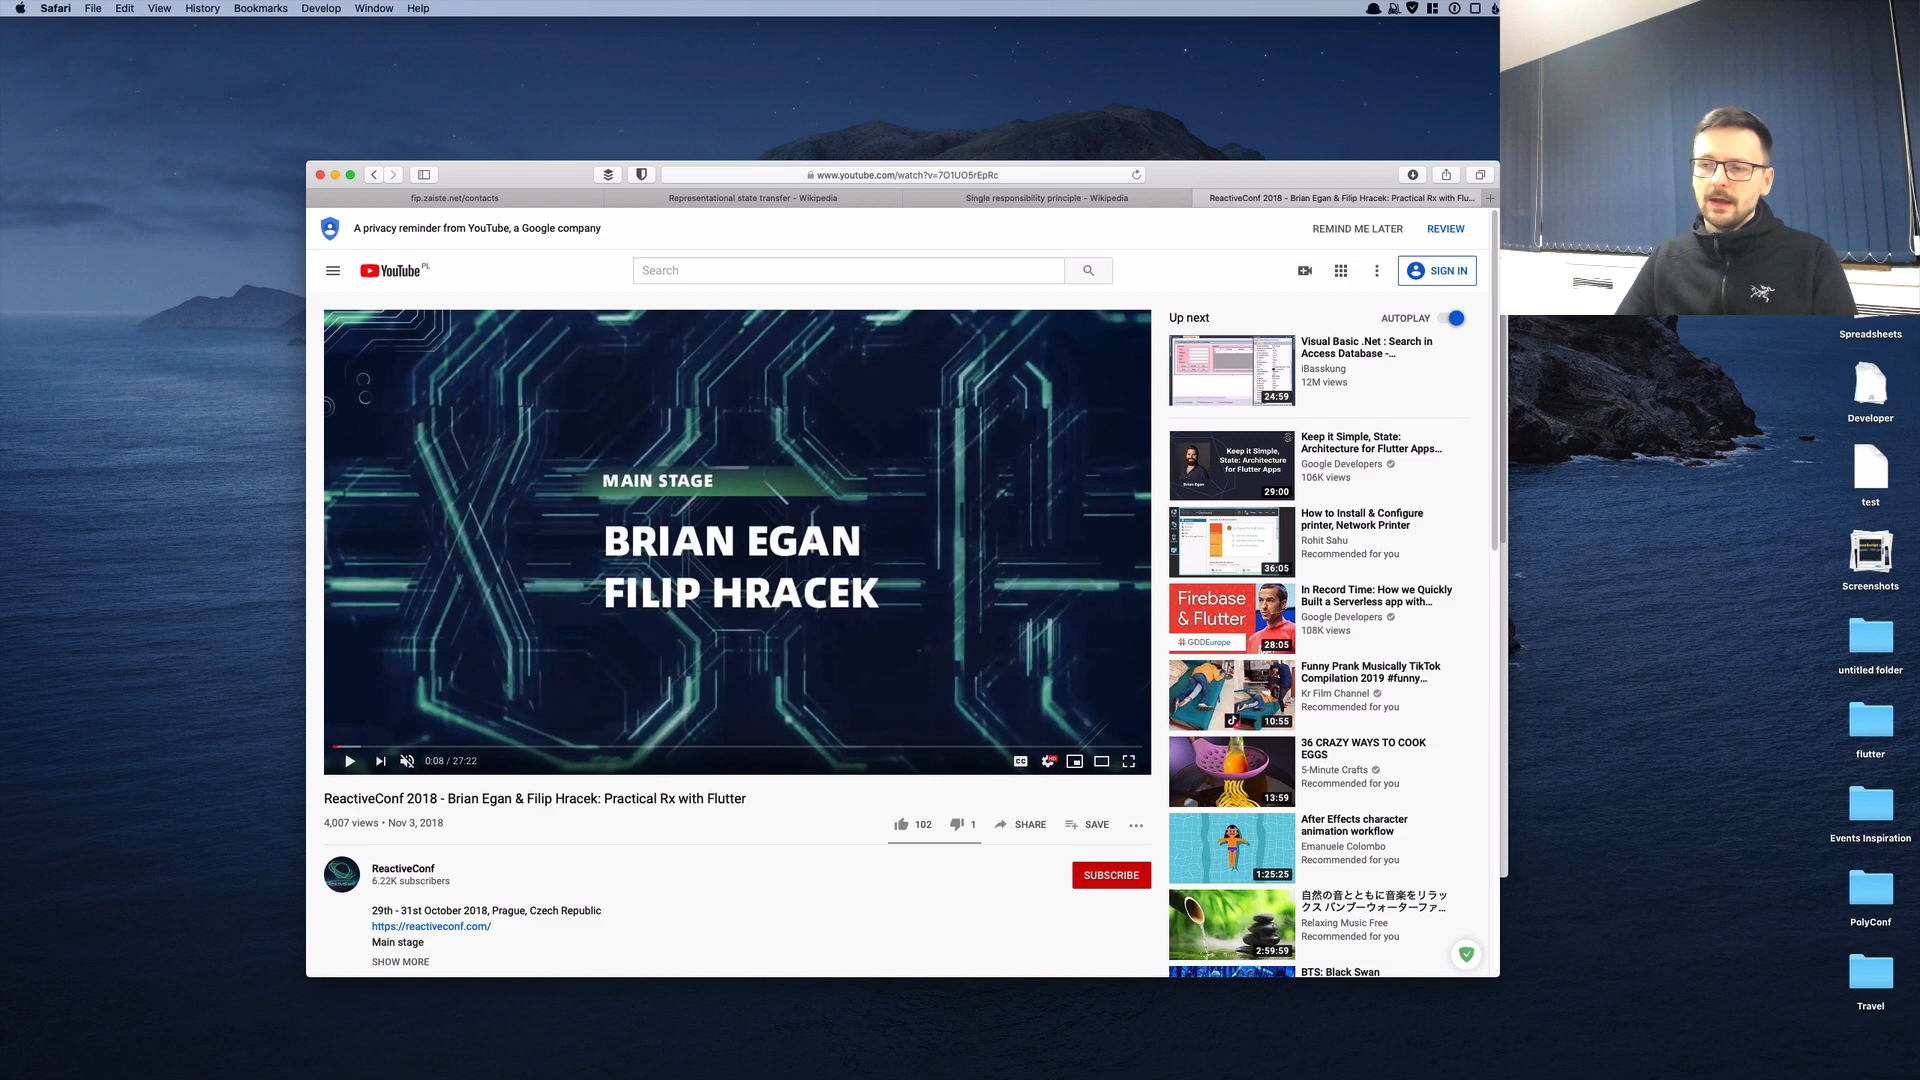 Safari File Edit View History Bookmarks Develop Window Help
www.youtube.com/watch?v=7O1UO5rEpRc
fip.zaiste.net/contacts
Representational state transfer - Wikipedia
Single responsibility principle - Wikipedia
ReactiveConf 2018 - Brian Egan & Filip Hracek: Practical Rx with Flu...
A privacy reminder from YouTube, a Google company
REMIND ME LATER
REVIEW
YouTube PL
Search
SIGN IN
MAIN STAGE
BRIAN EGAN
FILIP HRACEK
0:08 / 27:22
CC
HD
ReactiveConf 2018 - Brian Egan & Filip Hracek: Practical Rx with Flutter
4,007 views • Nov 3, 2018
102
1
SHARE
SAVE
ReactiveConf
6.22K subscribers
SUBSCRIBE
29th - 31st October 2018, Prague, Czech Republic
https://reactiveconf.com/
Main stage
SHOW MORE
Up next
AUTOPLAY
24:59
Visual Basic .Net : Search in
Access Database -...
iBasskung
12M views
Keep it Simple,
State: Architecture
for Flutter Apps
Brian Egan
29:00
Keep it Simple, State:
Architecture for Flutter Apps...
Google Developers
106K views
36:05
How to Install & Configure
printer, Network Printer
Rohit Sahu
Recommended for you
Firebase
& Flutter
#GDDEurope
28:05
In Record Time: How we Quickly
Built a Serverless app with...
Google Developers
108K views
10:55
Funny Prank Musically TikTok
Compilation 2019 #funny...
Kr Film Channel
Recommended for you
13:59
36 CRAZY WAYS TO COOK
EGGS
5-Minute Crafts
Recommended for you
1:25:25
After Effects character
animation workflow
Emanuele Colombo
Recommended for you
2:59:59
自然の音とともに音楽をリラッ
クス バンブーウォーターファ...
Relaxing Music Free
Recommended for you
BTS: Black Swan
Spreadsheets
Developer
test
Screenshots
untitled folder
flutter
Events Inspiration
PolyConf
Travel